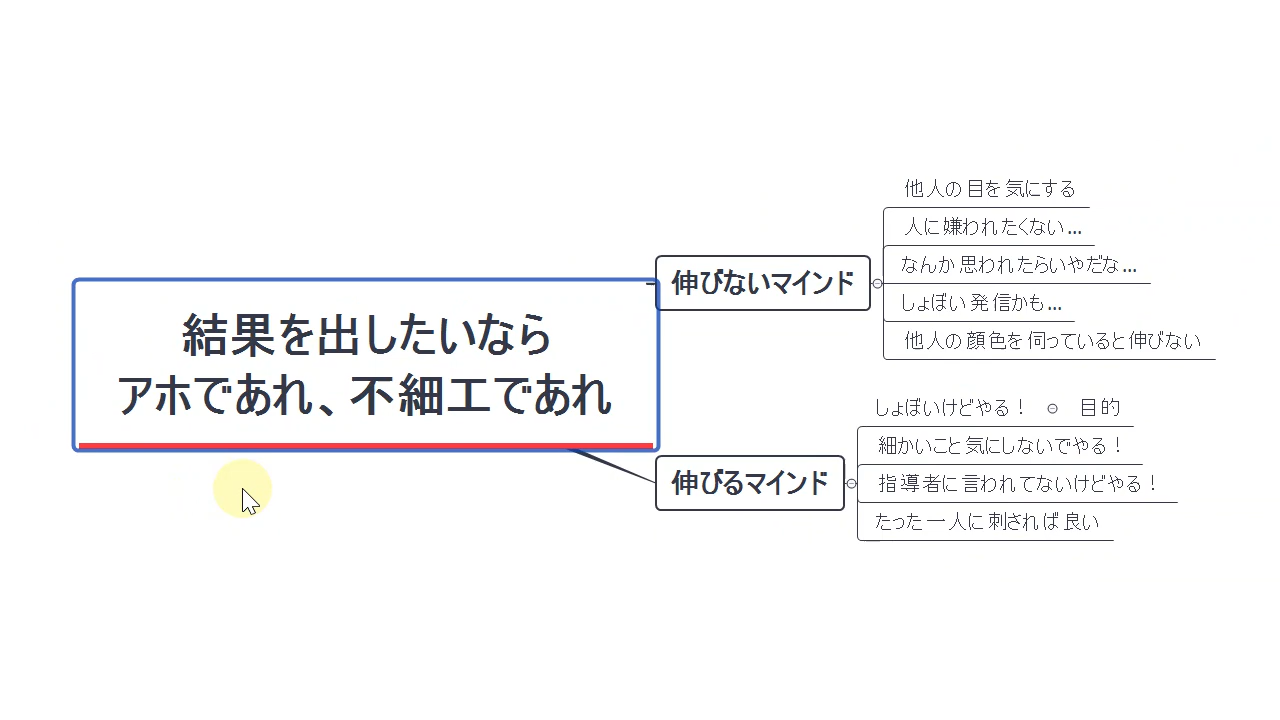 結果を出したいなら
アホであれ、不細工であれ
伸びないマインド
他人の目を気にする
人に嫌われたくない...
なんか思われたらいやだな...
しょぼい発信かも...
他人の顔色を伺っていると伸びない
伸びるマインド
しょぼいけどやる！ 目的
細かいこと気にしないでやる！
指導者に言われてないけどやる！
たった一人に刺されば良い